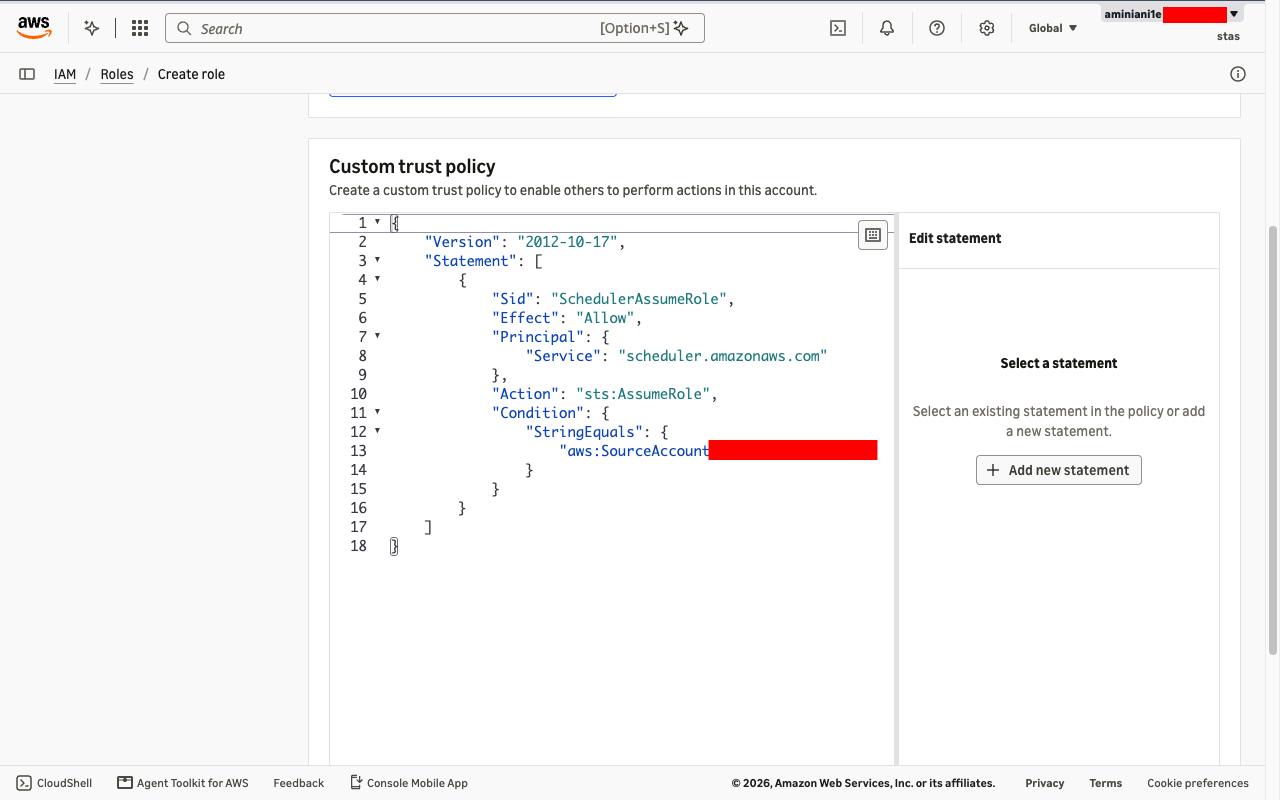 aws
Search
[Option+S]
Global
aminiani1e
stas
IAM / Roles / Create role
Custom trust policy
Create a custom trust policy to enable others to perform actions in this account.
1 {
2 "Version": "2012-10-17",
3 "Statement": [
4 {
5 "Sid": "SchedulerAssumeRole",
6 "Effect": "Allow",
7 "Principal": {
8 "Service": "scheduler.amazonaws.com"
9 },
10 "Action": "sts:AssumeRole",
11 "Condition": {
12 "StringEquals": {
13 "aws:SourceAccount
14 }
15 }
16 }
17 ]
18 }
Edit statement
Select a statement
Select an existing statement in the policy or add
a new statement.
+ Add new statement
CloudShell
Agent Toolkit for AWS
Feedback
Console Mobile App
© 2026, Amazon Web Services, Inc. or its affiliates.
Privacy
Terms
Cookie preferences